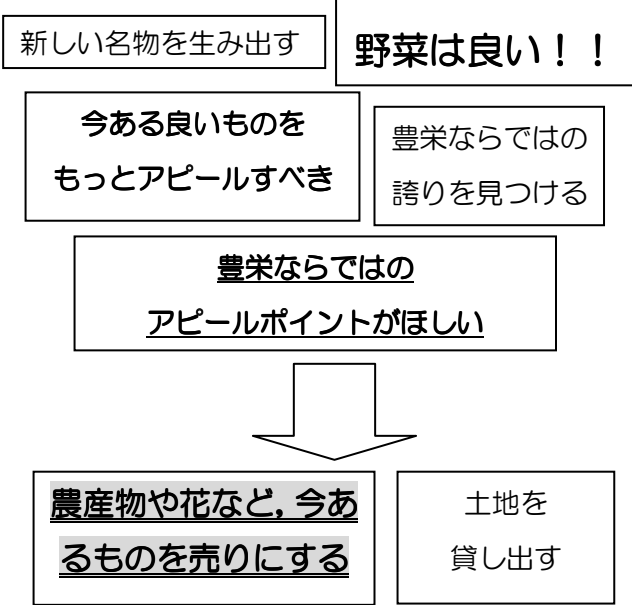 新しい名物を生み出す
野菜は良い！！
今ある良いものを
もっとアピールすべき
豊栄ならではの
誇りを見つける
豊栄ならではの
アピールポイントがほしい
農産物や花など,今あ
るものを売りにする
土地を
貸し出す